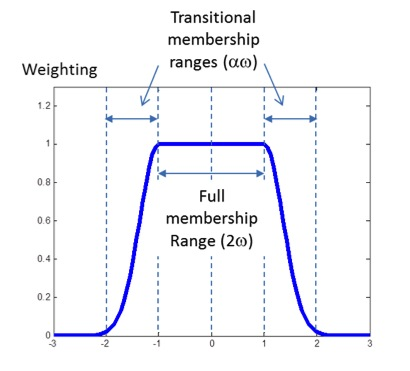 Transitional
membership
ranges (αω)
Weighting
1.2
1
0.8
0.6
0.4
0.2
0
Full
membership
Range (2ω)
-3
-2
-1
0
1
2
3